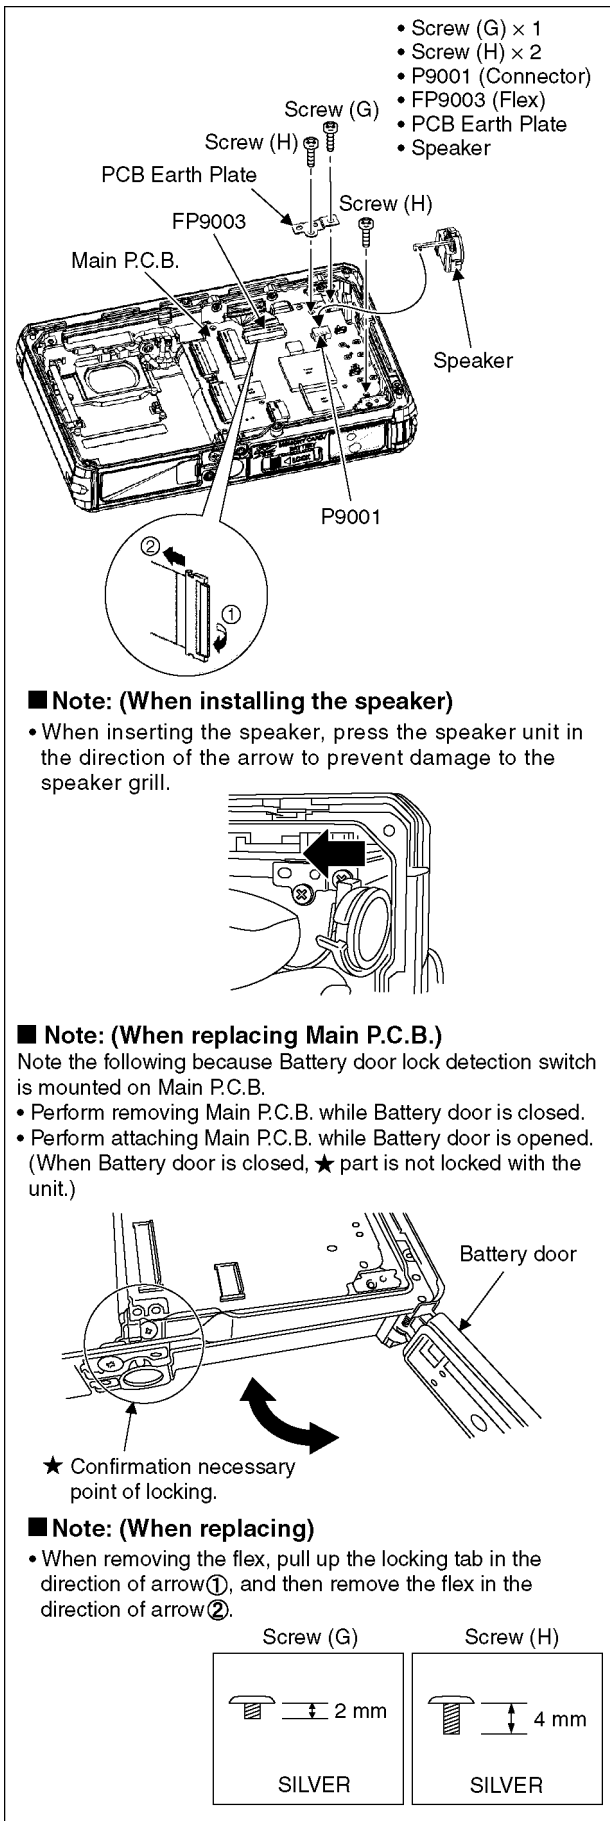 • Screw (G) × 1
• Screw (H) × 2
• P9001 (Connector)
• FP9003 (Flex)
• PCB Earth Plate
• Speaker
Screw (G)
Screw (H)
PCB Earth Plate
Screw (H)
FP9003
Main P.C.B.
Speaker
P9001
②
①
■ Note: (When installing the speaker)
• When inserting the speaker, press the speaker unit in
the direction of the arrow to prevent damage to the
speaker grill.
■ Note: (When replacing Main P.C.B.)
Note the following because Battery door lock detection switch
is mounted on Main P.C.B.
• Perform removing Main P.C.B. while Battery door is closed.
• Perform attaching Main P.C.B. while Battery door is opened.
(When Battery door is closed, ★ part is not locked with the
unit.)
Battery door
★ Confirmation necessary
point of locking.
■ Note: (When replacing)
• When removing the flex, pull up the locking tab in the
direction of arrow①, and then remove the flex in the
direction of arrow②.
Screw (G)
Screw (H)
2 mm
4 mm
SILVER
SILVER